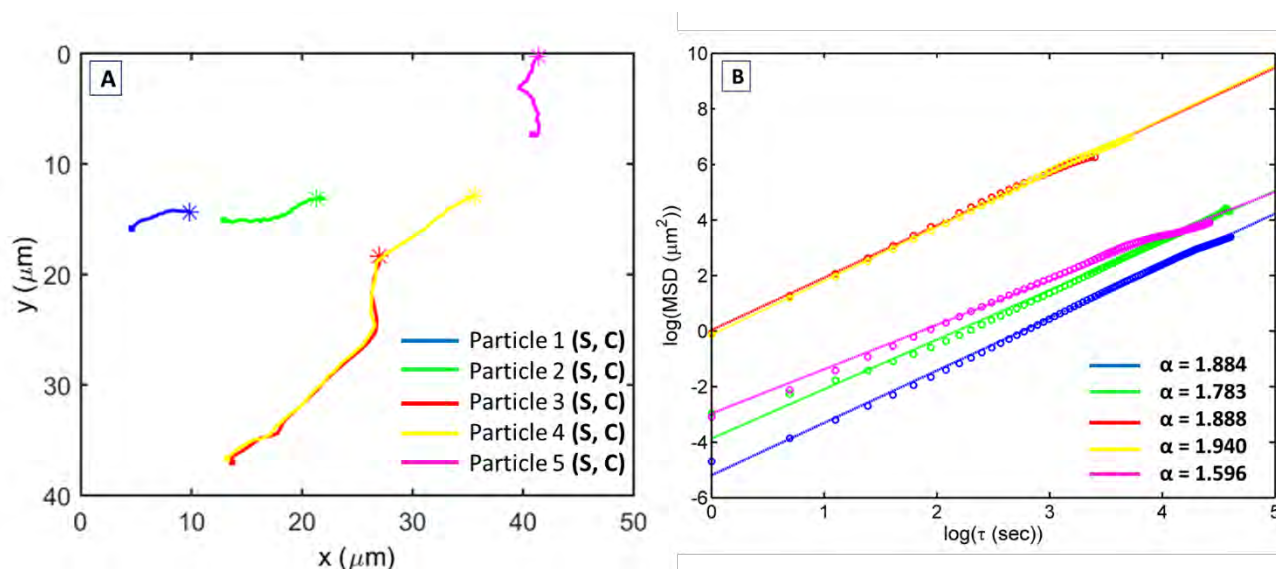 A
0
10
20
30
40
y (μm)
0 10 20 30 40 50
x (μm)
Particle 1 (S, C)
Particle 2 (S, C)
Particle 3 (S, C)
Particle 4 (S, C)
Particle 5 (S, C)
B
10
8
6
4
2
0
-2
-4
-6
log(MSD (μm²))
0 1 2 3 4 5
log(τ (sec))
α = 1.884
α = 1.783
α = 1.888
α = 1.940
α = 1.596